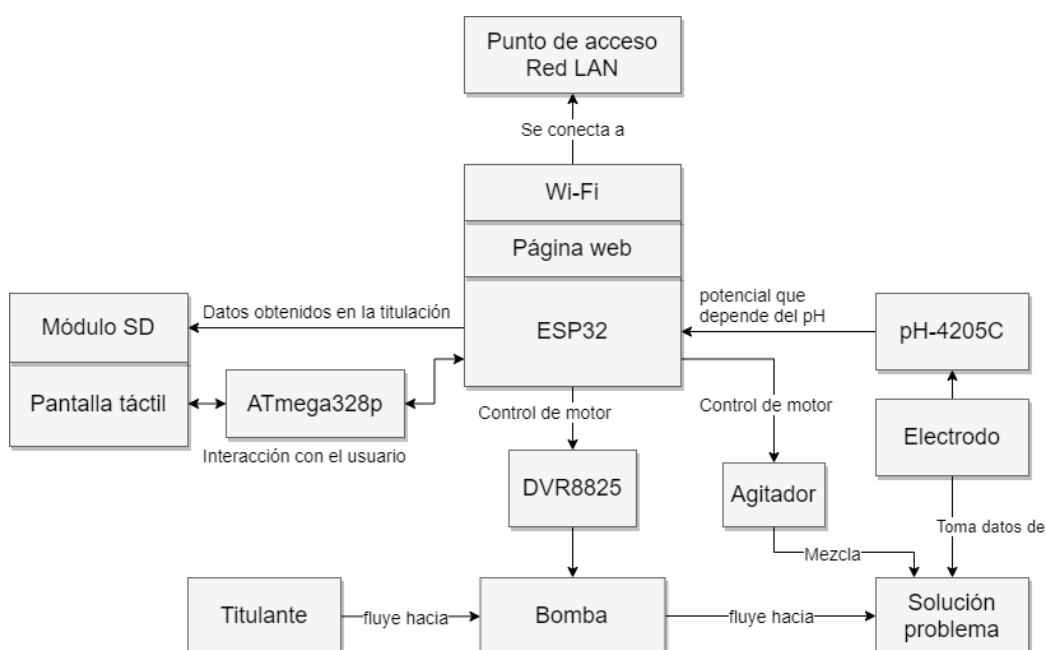 Punto de acceso
Red LAN
Se conecta a
Wi-Fi
Página web
ESP32
Datos obtenidos en la titulación
Módulo SD
Pantalla táctil
ATmega328p
Interacción con el usuario
potencial que
depende del pH
pH-4205C
Electrodo
Control de motor
Control de motor
DVR8825
Agitador
Toma datos de
Mezcla
Titulante
fluye hacia
Bomba
fluye hacia
Solución
problema